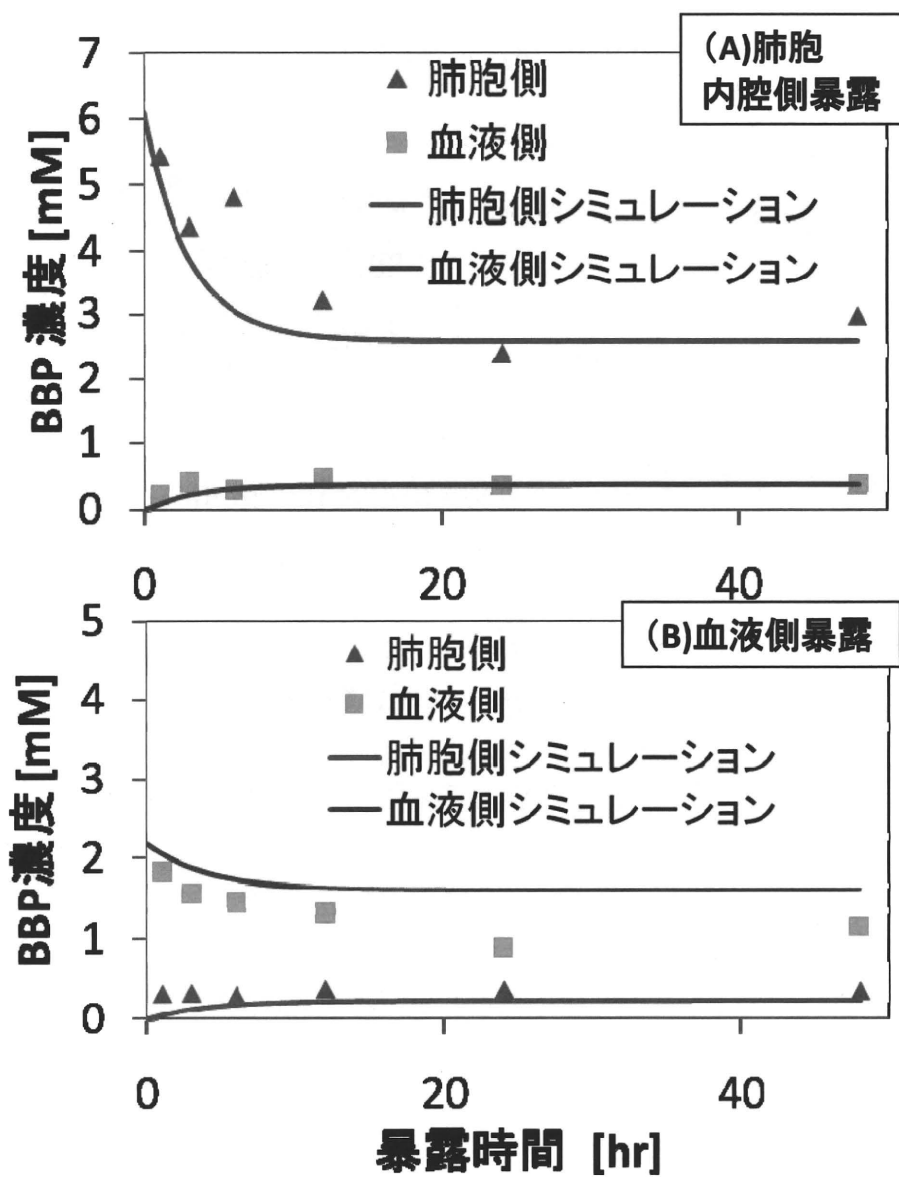 (A)肺胞
内腔側暴露
7
6
5
4
3
2
1
0
BBP 濃度 [mM]
肺胞側
血液側
肺胞側シミュレーション
血液側シミュレーション
0
20
40
(B)血液側暴露
5
4
3
2
1
0
BBP濃度 [mM]
肺胞側
血液側
肺胞側シミュレーション
血液側シミュレーション
0
20
40
暴露時間 [hr]